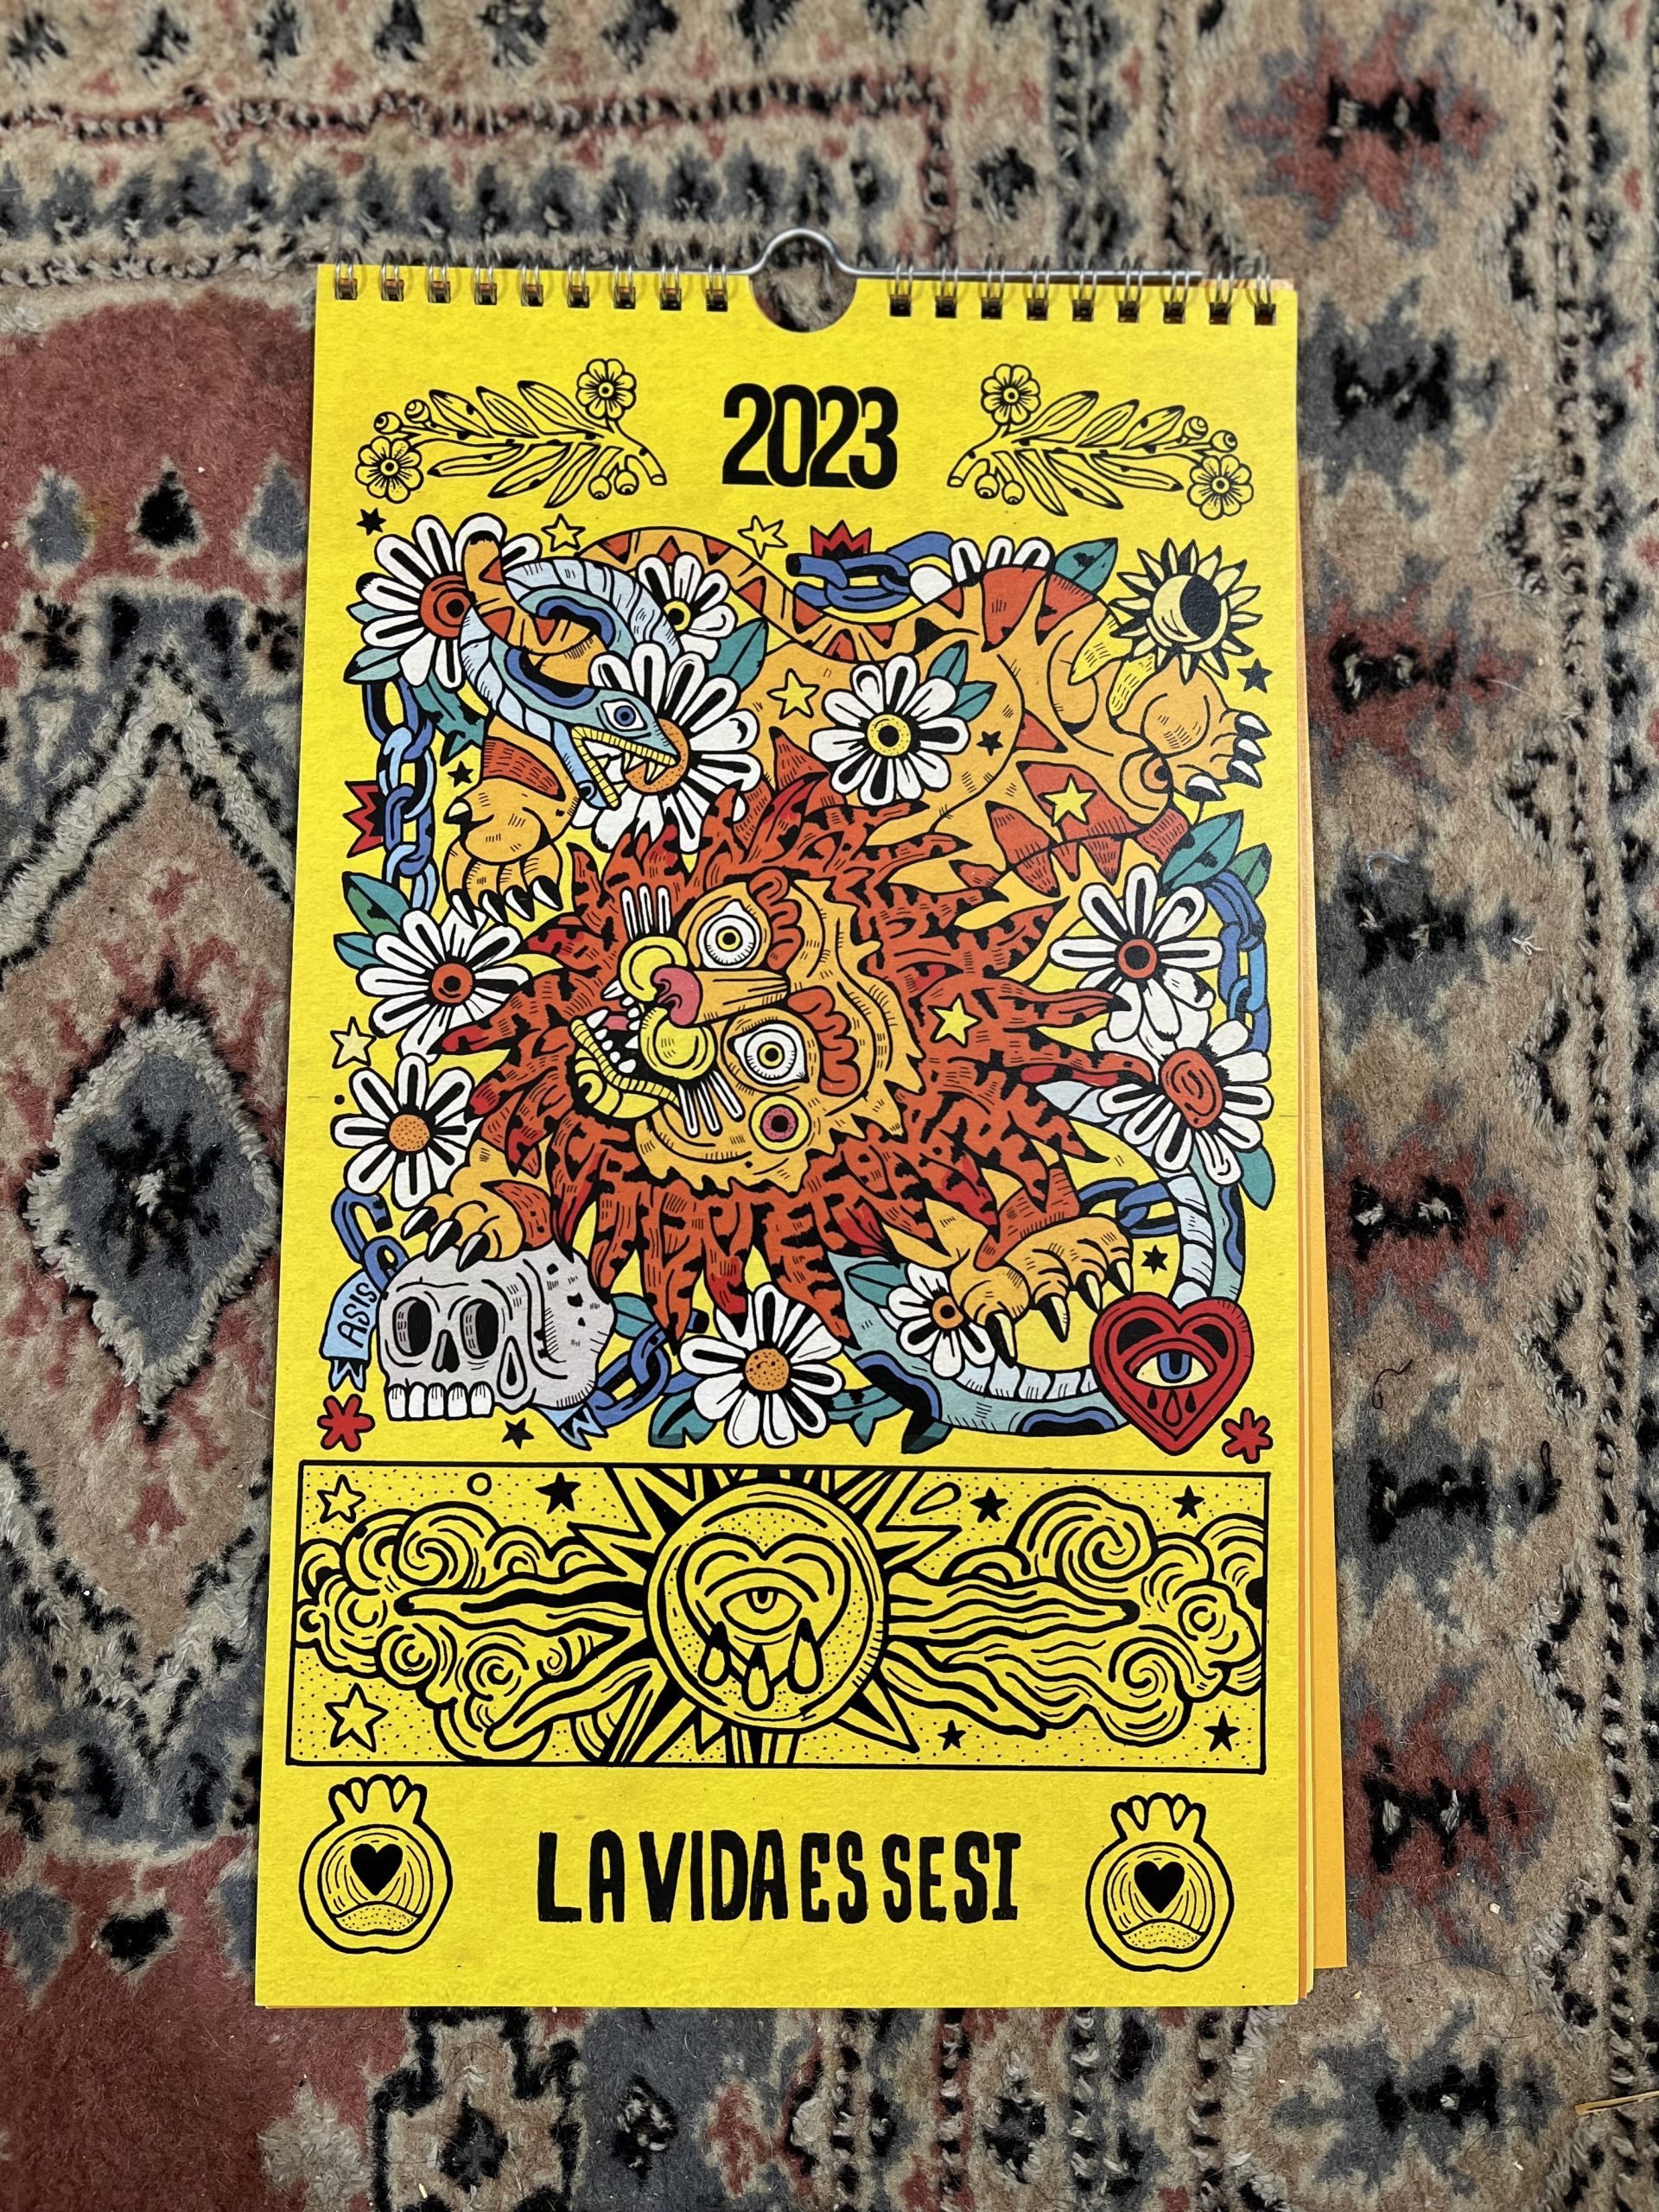 2023
ASIS
LA VIDA ES SESI